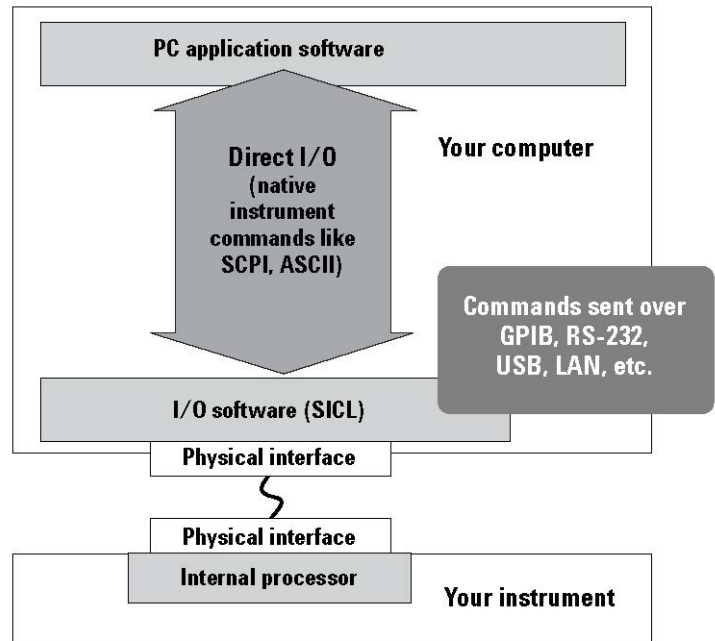 PC application software
Direct I/O
(native
instrument
commands like
SCPI, ASCII)
Your computer
Commands sent over
GPIB, RS-232,
USB, LAN, etc.
I/O software (SICL)
Physical interface
Physical interface
Internal processor
Your instrument